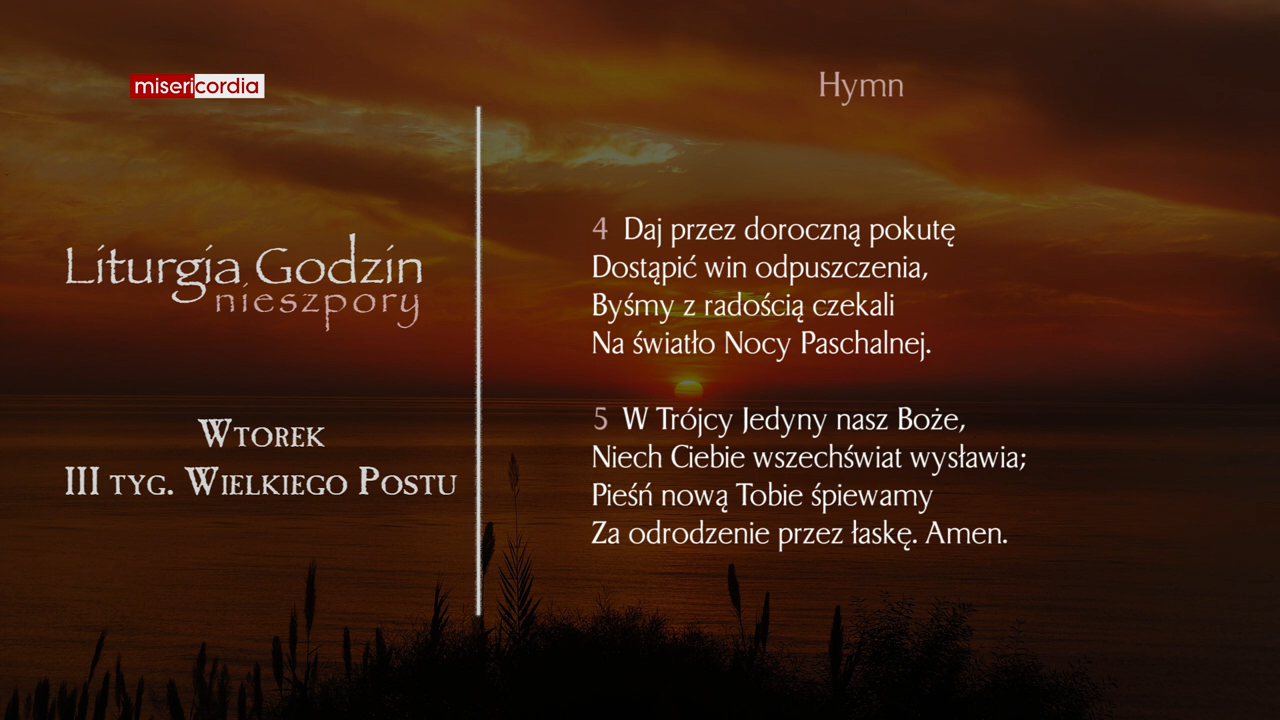 misericordia
Liturgia Godzin
nieszpory
Wtorek
III tyg. Wielkiego Postu
Hymn
4 Daj przez doroczną pokutę
Dostąpić win odpuszczenia,
Byśmy z radością czekali
Na światło Nocy Paschalnej.
5 W Trójcy Jedyny nasz Boże,
Niech Ciebie wszechświat wysławia;
Pieśń nową Tobie śpiewamy
Za odrodzenie przez łaskę. Amen.